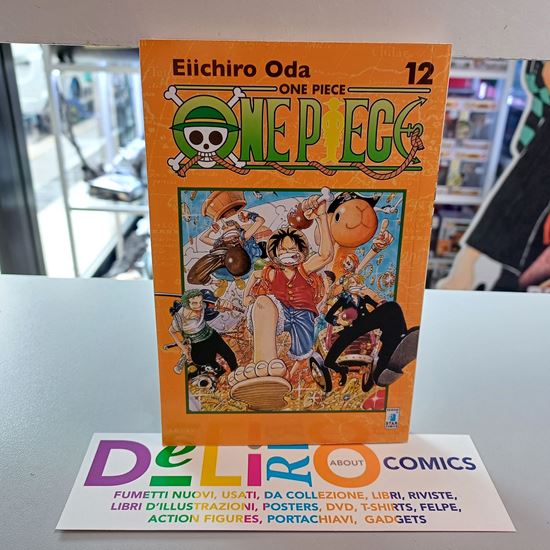 Eiichiro Oda
12
ONE PIECE
ONE PIECE
DeLiRiO
ABOUT
COMICS
FUMETTI NUOVI, USATI, DA COLLEZIONE, LIBRI, RIVISTE,
LIBRI D'ILLUSTRAZIONI, POSTERS, DVD, T-SHIRTS, FELPE,
ACTION FIGURES, PORTACHIAVI, GADGETS